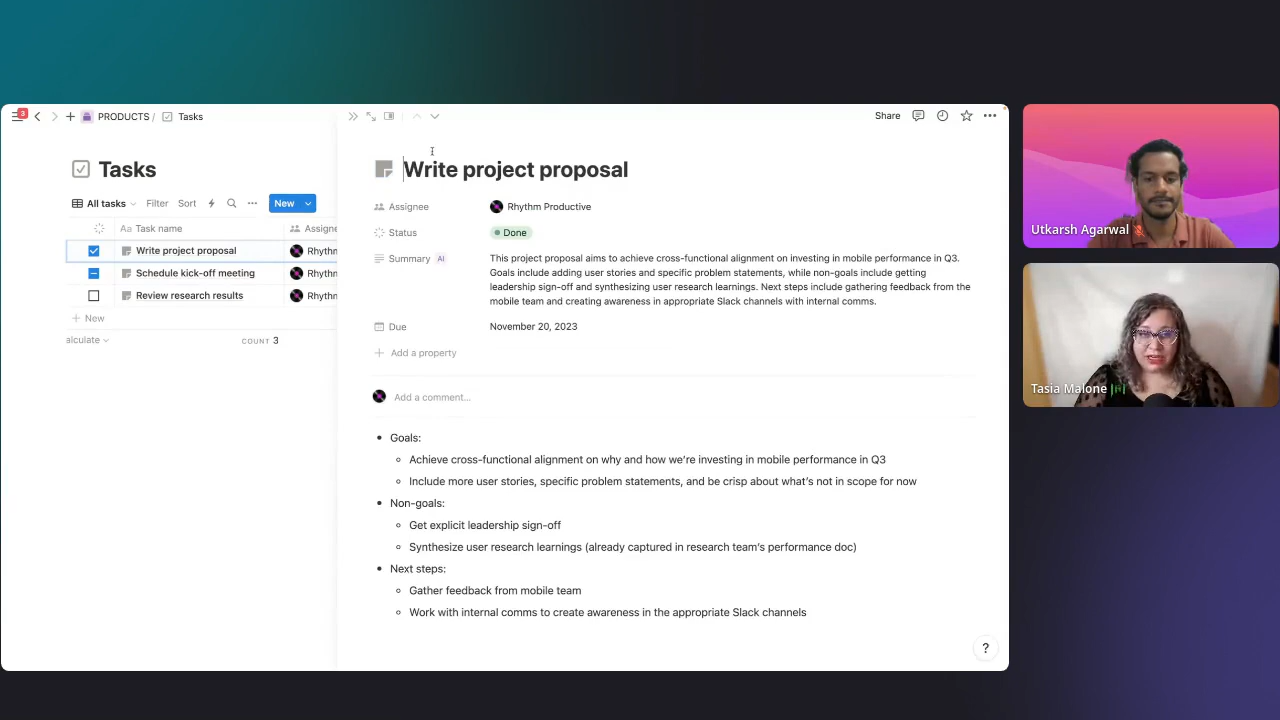 3
PRODUCTS / Tasks
Share
Tasks
All tasks Filter Sort New
Aa Task name Assigne
Write project proposal Rhythn
Schedule kick-off meeting Rhythn
Review research results Rhythn
+ New
alculate COUNT 3
Write project proposal
Assignee Rhythm Productive
Status Done
Summary AI This project proposal aims to achieve cross-functional alignment on investing in mobile performance in Q3.
Goals include adding user stories and specific problem statements, while non-goals include getting
leadership sign-off and synthesizing user research learnings. Next steps include gathering feedback from the
mobile team and creating awareness in appropriate Slack channels with internal comms.
Due November 20, 2023
+ Add a property
Add a comment...
• Goals:
◦ Achieve cross-functional alignment on why and how we're investing in mobile performance in Q3
◦ Include more user stories, specific problem statements, and be crisp about what's not in scope for now
• Non-goals:
◦ Get explicit leadership sign-off
◦ Synthesize user research learnings (already captured in research team's performance doc)
• Next steps:
◦ Gather feedback from mobile team
◦ Work with internal comms to create awareness in the appropriate Slack channels
?
Utkarsh Agarwal
Tasia Malone